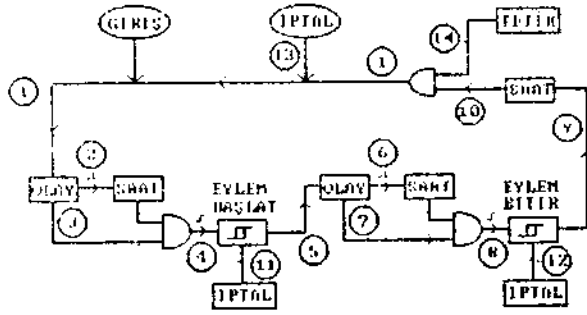 GIRIS
IPTAL
14
13
1
1
10
SAAT
9
2
OLAY
SAAT
3
4
EYLEM
BASLAT
11
IPTAL
5
6
OLAY
SAAT
7
8
EYLEM
BITIR
12
IPTAL